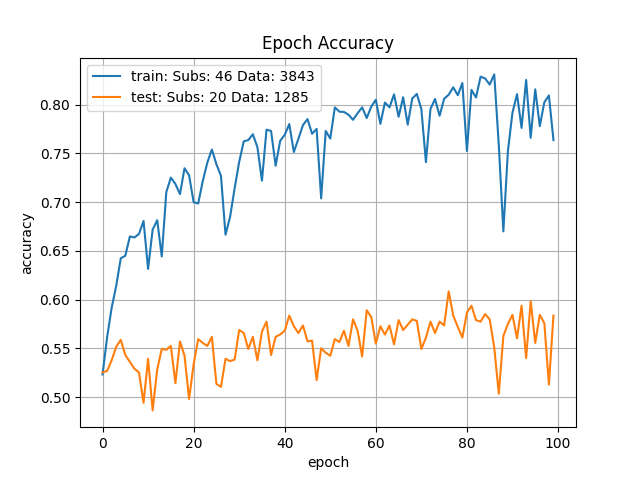 Epoch Accuracy
train: Subs: 46 Data: 3843
test: Subs: 20 Data: 1285
accuracy
0.80
0.75
0.70
0.65
0.60
0.55
0.50
0 20 40 60 80 100
epoch